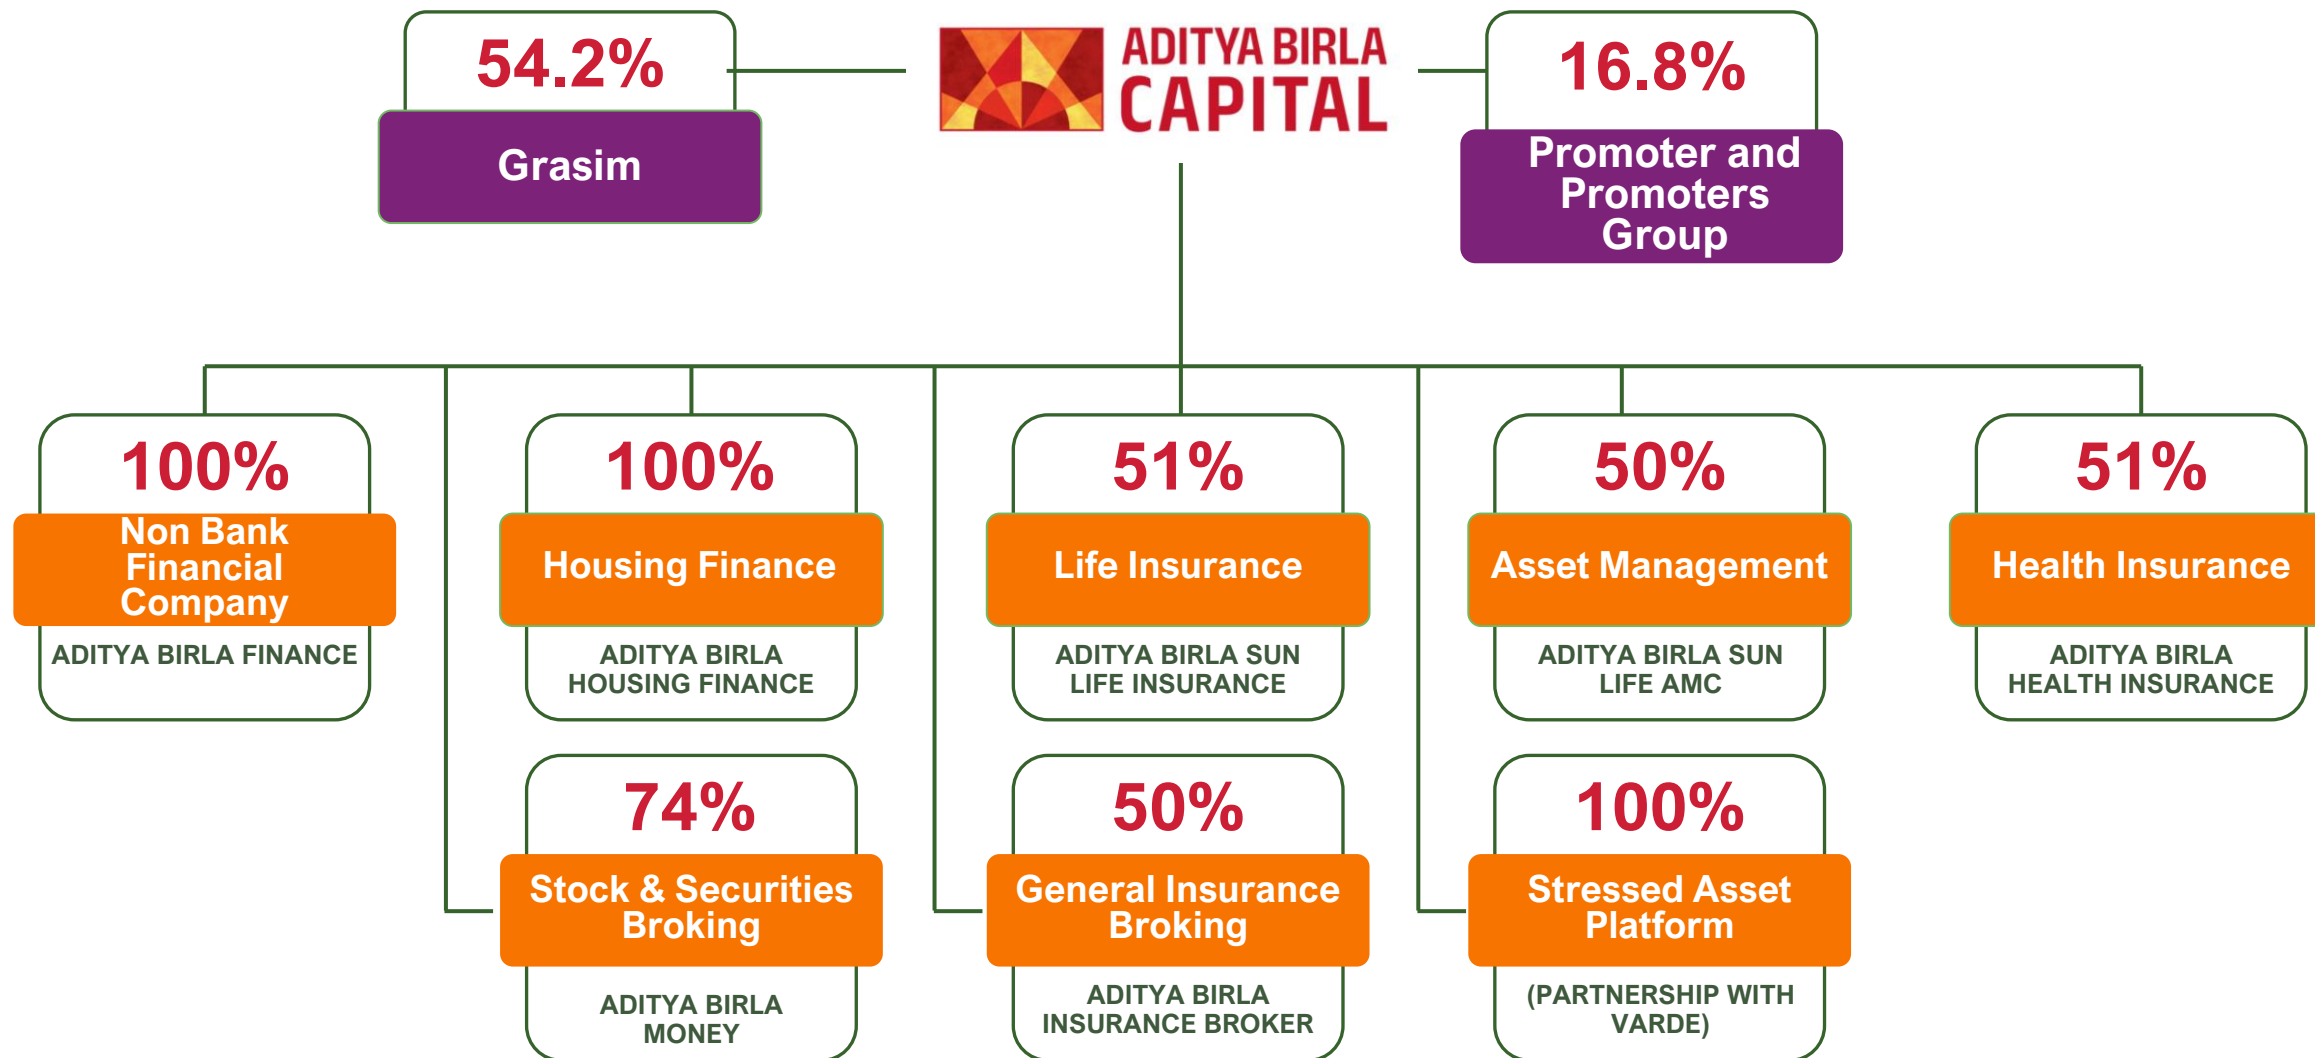 54.2%
Grasim
ADITYA BIRLA
CAPITAL
16.8%
Promoter and
Promoters
Group
100%
Non Bank
Financial
Company
ADITYA BIRLA FINANCE
100%
Housing Finance
ADITYA BIRLA
HOUSING FINANCE
51%
Life Insurance
ADITYA BIRLA SUN
LIFE INSURANCE
50%
Asset Management
ADITYA BIRLA SUN
LIFE AMC
51%
Health Insurance
ADITYA BIRLA
HEALTH INSURANCE
74%
Stock & Securities
Broking
ADITYA BIRLA
MONEY
50%
General Insurance
Broking
ADITYA BIRLA
INSURANCE BROKER
100%
Stressed Asset
Platform
(PARTNERSHIP WITH
VARDE)